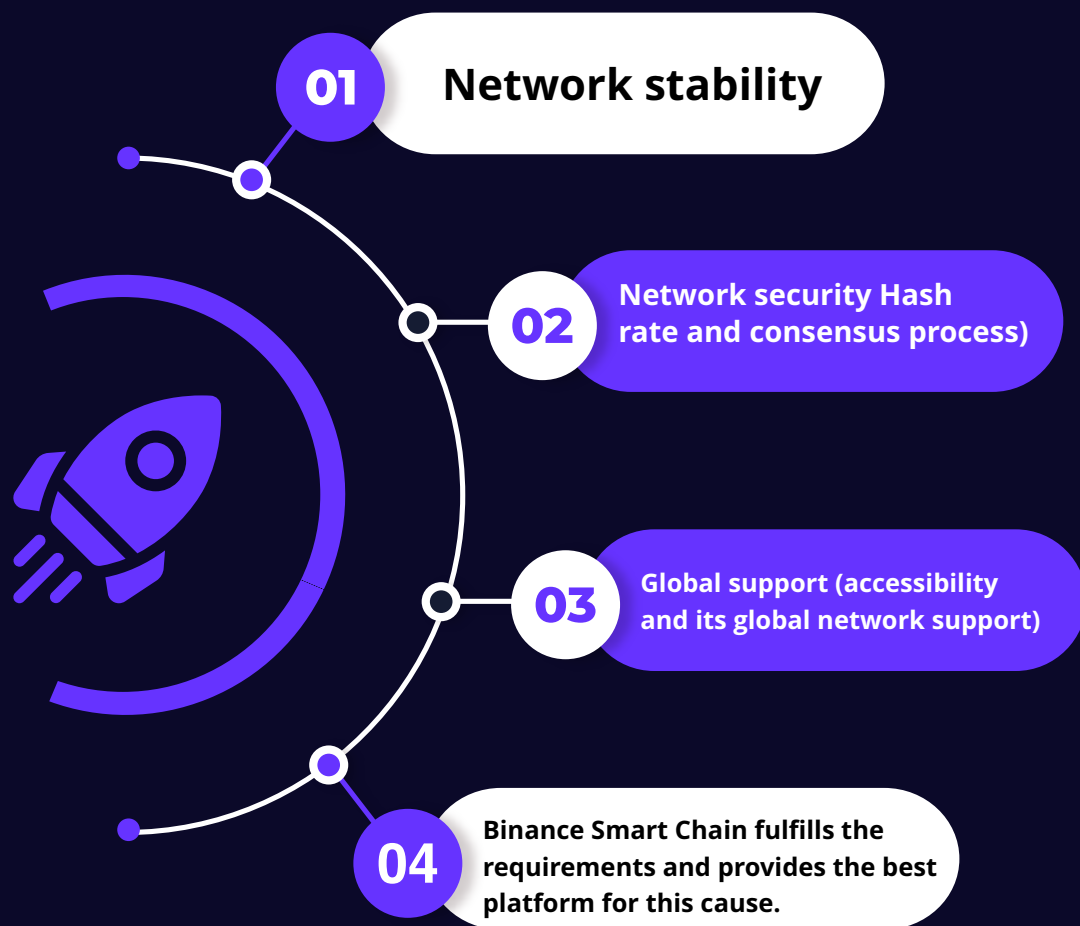 01
Network stability
02
Network security Hash
rate and consensus process)
03
Global support (accessibility
and its global network support)
04
Binance Smart Chain fulfills the
requirements and provides the best
platform for this cause.